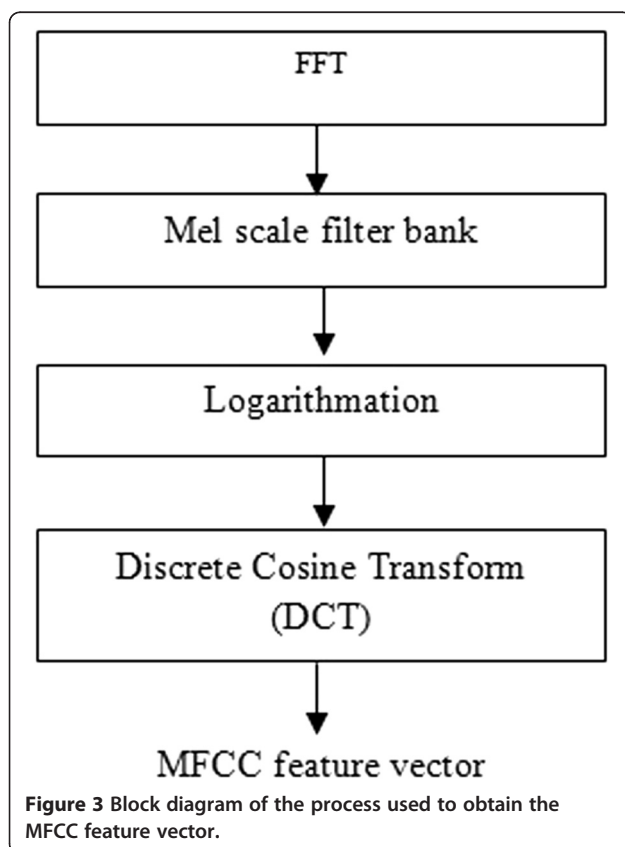 FFT
Mel scale filter bank
Logarithmation
Discrete Cosine Transform
(DCT)
MFCC feature vector
Figure 3 Block diagram of the process used to obtain the
MFCC feature vector.